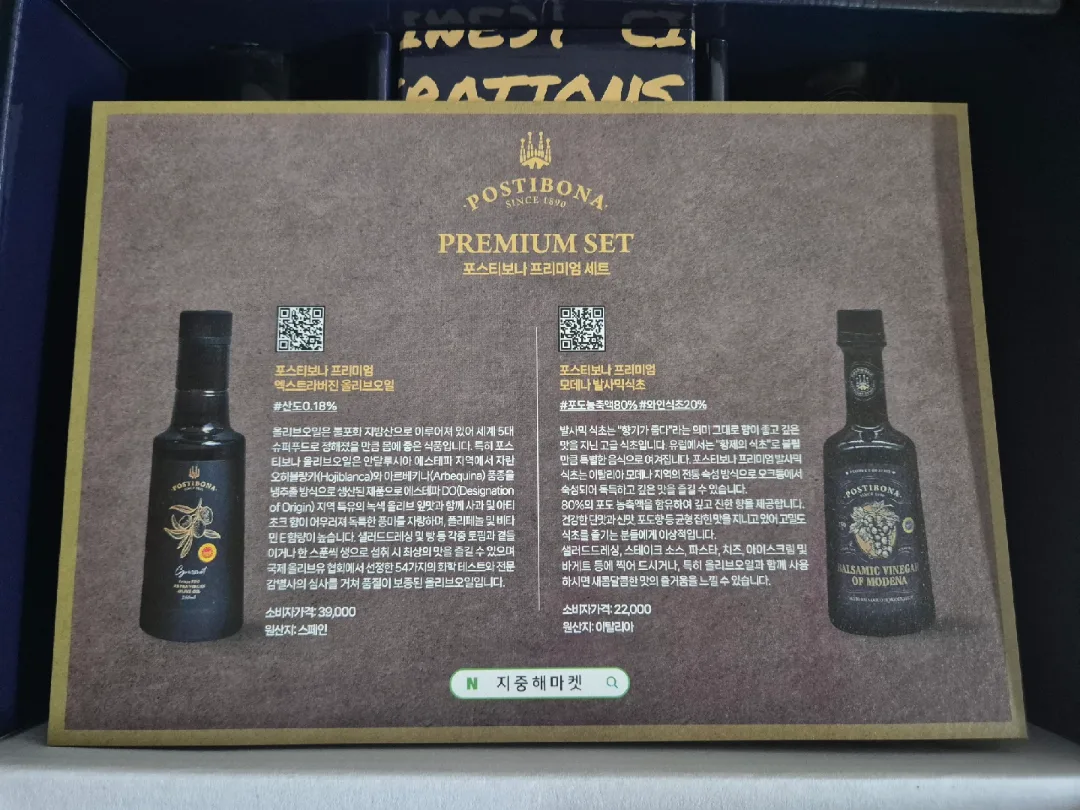 POSTIBONA
SINCE 1890
PREMIUM SET
포스티보나 프리미엄 세트
포스티보나 프리미엄
엑스트라버진 올리브오일
#산도0.18%
올리브오일은 불포화 지방산으로 이루어져 있어 세계 5대
슈퍼푸드로 정해졌을 만큼 몸에 좋은 식품입니다. 특히 포스
티보나 올리브오일은 안달루시아 에스테파 지역에서 자란
오히블랑카(Hojiblanca)와 아르베키나(Arbequina) 품종을
냉추출 방식으로 생산된 제품으로 에스테파 DO(Designation
of Origin) 지역 특유의 녹색 올리브 잎맛과 함께 사과 및 아티
초크 향이 어우러져 독특한 풍미를 자랑하며, 폴리페놀 및 비타
민 E 함량이 높습니다. 샐러드드레싱 및 빵 등 각종 토핑과 곁들
이거나 한 스푼씩 생으로 섭취 시 최상의 맛을 즐길 수 있으며
국제 올리브유 협회에서 선정한 54가지의 화학 테스트와 전문
감별사의 심사를 거쳐 품질이 보증된 올리브오일입니다.
소비자가격: 39,000
원산지: 스페인
포스티보나 프리미엄
모데나 발사믹식초
#포도농축액80% #와인식초20%
발사믹 식초는 "향기가 좋다"라는 의미 그대로 향이 좋고 깊은
맛을 지닌 고급 식초입니다. 유럽에서는 "황제의 식초"로 불릴
만큼 특별한 음식으로 여겨집니다. 포스티보나 프리미엄 발사믹
식초는 이탈리아 모데나 지역의 전통 숙성 방식으로 오크통에서
숙성되어 독특하고 깊은 맛을 즐길 수 있습니다.
80%의 포도 농축액을 함유하여 깊고 진한 향을 제공합니다.
건강한 단맛과 신맛, 포도향 등 균형 잡힌 맛을 지니고 있어 고밀도
식초를 즐기는 분들에게 이상적입니다.
샐러드드레싱, 스테이크 소스, 파스타, 치즈, 아이스크림 및
바게트 등에 찍어 드시거나, 특히 올리브오일과 함께 사용
하시면 새콤달콤한 맛의 즐거움을 느낄 수 있습니다.
소비자가격: 22,000
원산지: 이탈리아
POSTIBONA
Gourmet
POSTIBONA
BALSAMIC VINEGAR
OF MODENA
N 지중해마켓